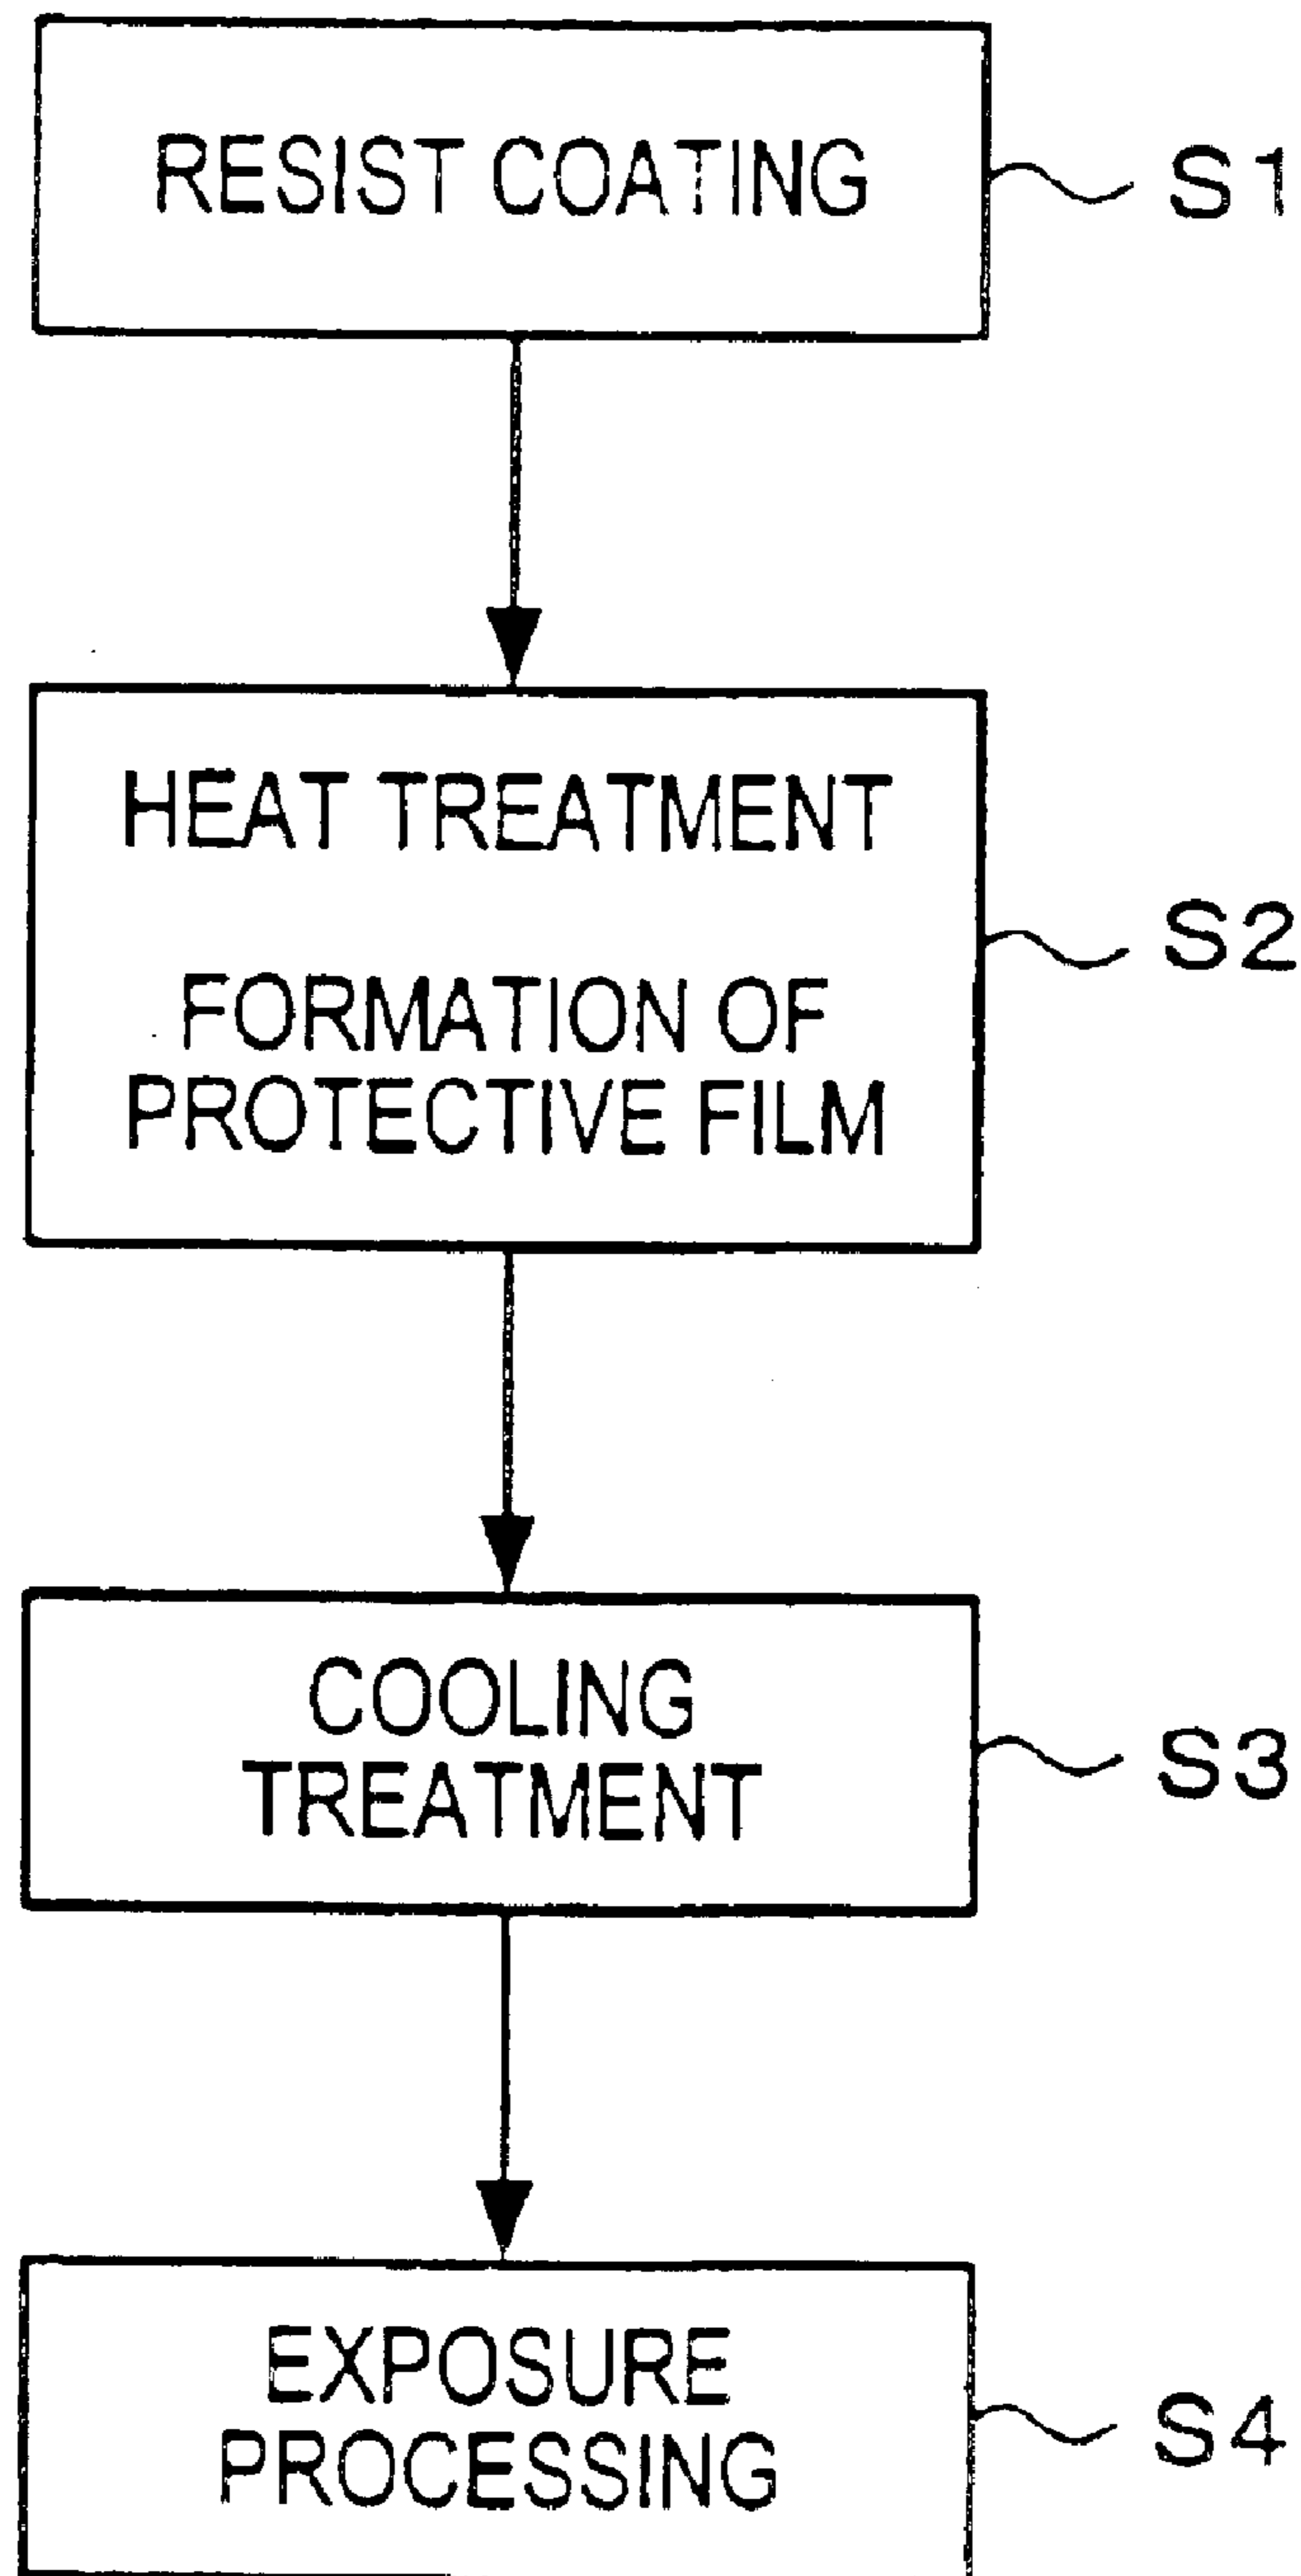 RESIST COATING
S1
HEAT TREATMENT
FORMATION OF
PROTECTIVE FILM
S2
COOLING
TREATMENT
S3
EXPOSURE
PROCESSING
S4